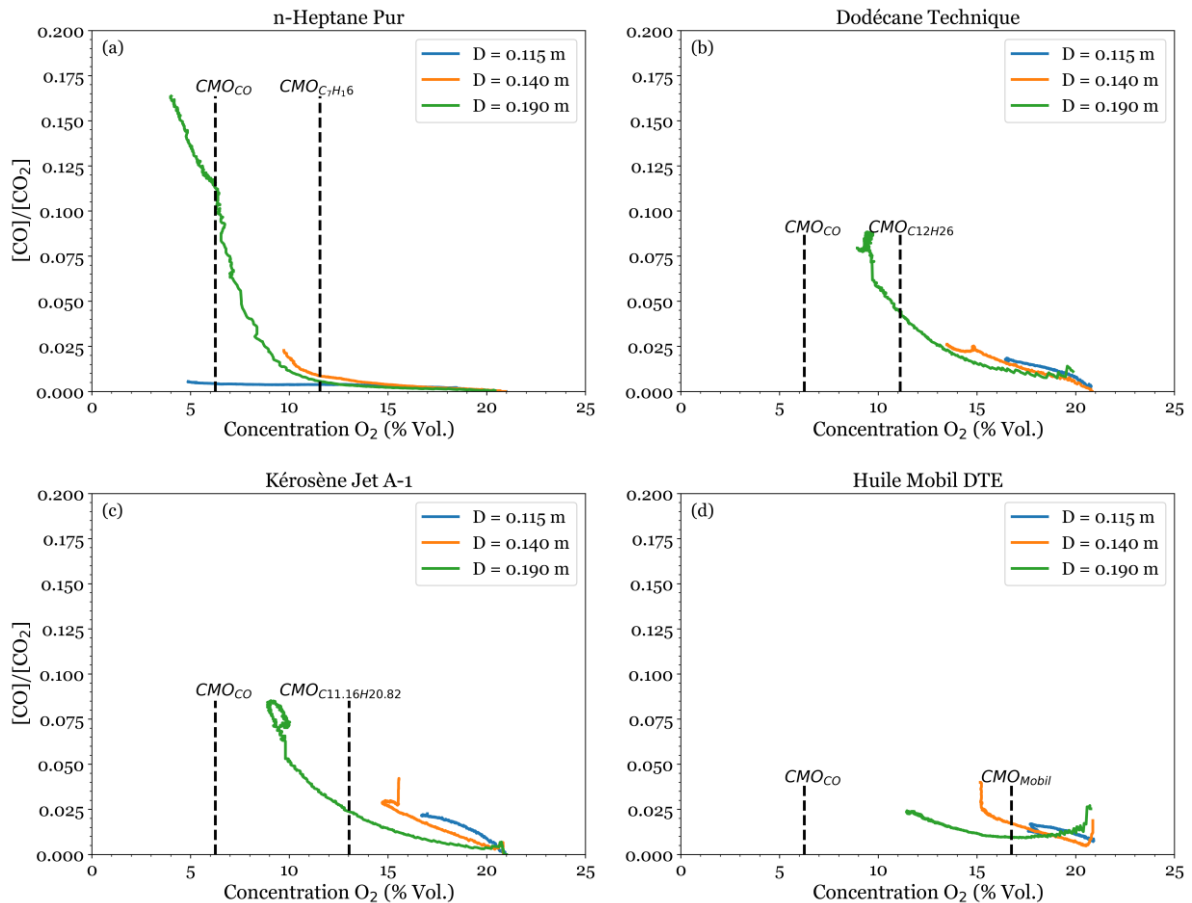 n-Heptane Pur
(a)
D = 0.115 m
D = 0.140 m
D = 0.190 m
CMO_CO
CMO_C₇H₁6
[CO]/[CO₂]
0.200
0.175
0.150
0.125
0.100
0.075
0.050
0.025
0.000
0 5 10 15 20 25
Concentration O₂ (% Vol.)
Dodécane Technique
(b)
D = 0.115 m
D = 0.140 m
D = 0.190 m
CMO_CO
CMO_C12H26
0.200
0.175
0.150
0.125
0.100
0.075
0.050
0.025
0.000
0 5 10 15 20 25
Concentration O₂ (% Vol.)
Kérosène Jet A-1
(c)
D = 0.115 m
D = 0.140 m
D = 0.190 m
CMO_CO
CMO_C11.16H20.82
[CO]/[CO₂]
0.200
0.175
0.150
0.125
0.100
0.075
0.050
0.025
0.000
0 5 10 15 20 25
Concentration O₂ (% Vol.)
Huile Mobil DTE
(d)
D = 0.115 m
D = 0.140 m
D = 0.190 m
CMO_CO
CMO_Mobil
0.200
0.175
0.150
0.125
0.100
0.075
0.050
0.025
0.000
0 5 10 15 20 25
Concentration O₂ (% Vol.)